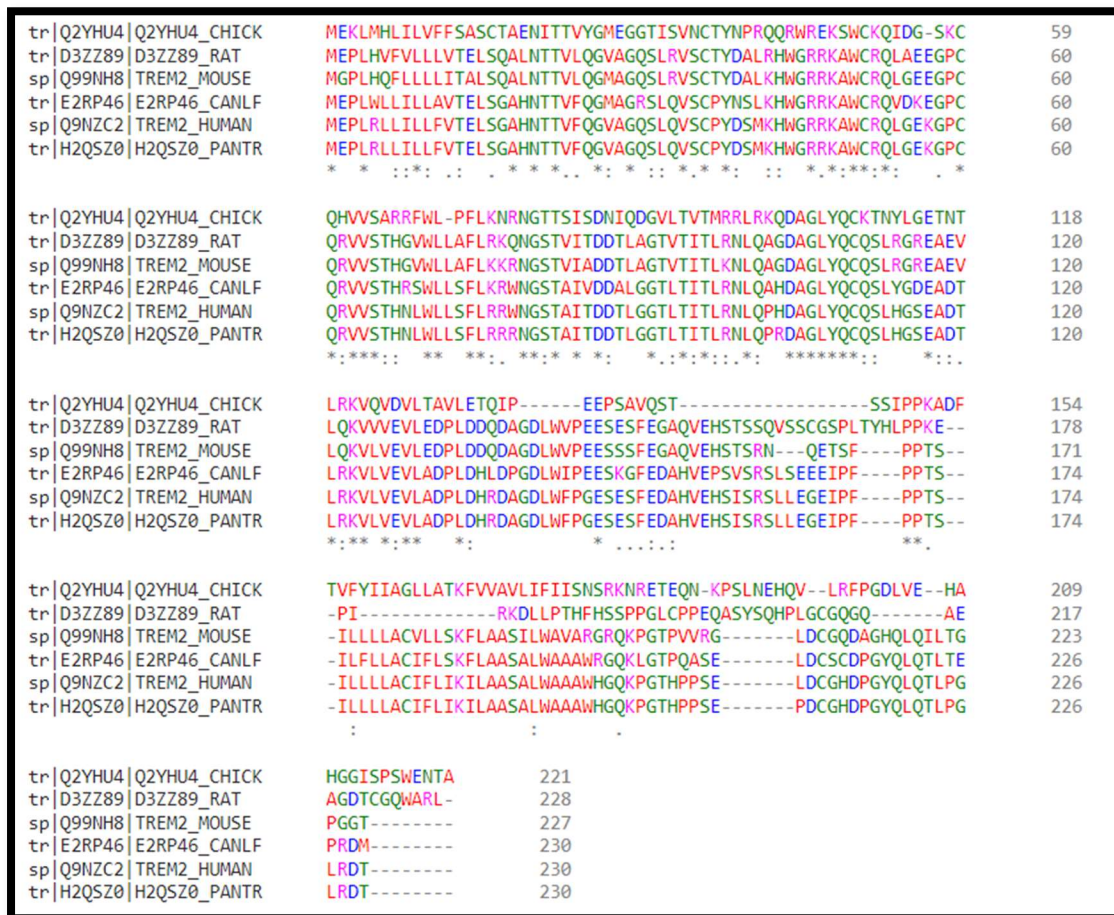 tr|Q2YHU4|Q2YHU4_CHICK MEKLMHLILVFFSASCTAENITTVYGMEGGTISVNCTYNPRQQRWREKSWCKQIDG-SKC 59
tr|D3ZZ89|D3ZZ89_RAT MEPLHVFVLLLVTELSQALNTTVLQGVAGQSLRVSCTYDALRHWGRRKAWCRQLAEEGPC 60
sp|Q99NH8|TREM2_MOUSE MGPLHQFLLLLITALSQALNTTVLQGMAGQSLRVSCTYDALKHWGRRKAWCRQLGEEGPC 60
tr|E2RP46|E2RP46_CANLF MEPLWLLILLAVTELSGAHNTTVFQGMAGRSLQVSCPYNSLKHWGRRKAWCRQVDKEGPC 60
sp|Q9NZC2|TREM2_HUMAN MEPLRLLILLFVTELSGAHNTTVFQGVAGQSLQVSCPYDSMKHWGRRKAWCRQLGEKGPC 60
tr|H2QSZ0|H2QSZ0_PANTR MEPLRLLILLFVTELSGAHNTTVFQGVAGQSLQVSCPYDSMKHWGRRKAWCRQLGEKGPC 60
* * ::*: .: . * * *.. *: * :: *.* *: :: *.*:**:*: . *
tr|Q2YHU4|Q2YHU4_CHICK QHVVSARRFWL-PFLKNRNGTTSISDNIQDGVLTVTMRRLRKQDAGLYQCKTNYLGETNT 118
tr|D3ZZ89|D3ZZ89_RAT QRVVSTHGVWLLAFLRKQNGSTVITDDTLAGTVTITLRNLQAGDAGLYQCQSLRGREAEV 120
sp|Q99NH8|TREM2_MOUSE QRVVSTHGVWLLAFLKKRNGSTVIADDTLAGTVTITLKNLQAGDAGLYQCQSLRGREAEV 120
tr|E2RP46|E2RP46_CANLF QRVVSTHRSWLLSFLKRWNGSTAIVDDALGGTLTITLRNLQAHDAGLYQCQSLYGDEADT 120
sp|Q9NZC2|TREM2_HUMAN QRVVSTHNLWLLSFLRRWNGSTAITDDTLGGTLTITLRNLQPHDAGLYQCQSLHGSEADT 120
tr|H2QSZ0|H2QSZ0_PANTR QRVVSTHNLWLLSFLRRRNGSTAITDDTLGGTLTITLRNLQPRDAGLYQCQSLHGSEADT 120
*:***:: ** **:. **:* * *: *.:*:*::.*: *******:: *::.
tr|Q2YHU4|Q2YHU4_CHICK LRKVQVDVLTAVLETQIP------EEPSAVQST------------------SSIPPKADF 154
tr|D3ZZ89|D3ZZ89_RAT LQKVVVEVLEDPLDDQDAGDLWVPEESESFEGAQVEHSTSSQVSSCGSPLTYHLPPKE-- 178
sp|Q99NH8|TREM2_MOUSE LQKVLVEVLEDPLDDQDAGDLWVPEESSSFEGAQVEHSTSRN---QETSF----PPTS-- 171
tr|E2RP46|E2RP46_CANLF LRKVLVEVLADPLDHLDPGDLWIPEESKGFEDAHVEPSVSRSLSEEEIPF----PPTS-- 174
sp|Q9NZC2|TREM2_HUMAN LRKVLVEVLADPLDHRDAGDLWFPGESESFEDAHVEHSISRSLLEGEIPF----PPTS-- 174
tr|H2QSZ0|H2QSZ0_PANTR LRKVLVEVLADPLDHRDAGDLWFPGESESFEDAHVEHSISRSLLEGEIPF----PPTS-- 174
*:** *:** *: * ...:.: **.
tr|Q2YHU4|Q2YHU4_CHICK TVFYIIAGLLATKFVVAVLIFIISNSRKNRETEQN-KPSLNEHQV--LRFPGDLVE--HA 209
tr|D3ZZ89|D3ZZ89_RAT -PI-------------RKDLLPTHFHSSPPGLCPPEQASYSQHPLGCGQGQ-------AE 217
sp|Q99NH8|TREM2_MOUSE -ILLLLACVLLSKFLAASILWAVARGRQKPGTPVVRG-------LDCGQDAGHQLQILTG 223
tr|E2RP46|E2RP46_CANLF -ILFLLACIFLSKFLAASALWAAAWRGQKLGTPQASE-------LDCSCDPGYQLQTLTE 226
sp|Q9NZC2|TREM2_HUMAN -ILLLLACIFLIKILAASALWAAAWHGQKPGTHPPSE-------LDCGHDPGYQLQTLPG 226
tr|H2QSZ0|H2QSZ0_PANTR -ILLLLACIFLIKILAASALWAAAWHGQKPGTHPPSE-------PDCGHDPGYQLQTLPG 226
: : .
tr|Q2YHU4|Q2YHU4_CHICK HGGISPSWENTA 221
tr|D3ZZ89|D3ZZ89_RAT AGDTCGQWARL- 228
sp|Q99NH8|TREM2_MOUSE PGGT-------- 227
tr|E2RP46|E2RP46_CANLF PRDM-------- 230
sp|Q9NZC2|TREM2_HUMAN LRDT-------- 230
tr|H2QSZ0|H2QSZ0_PANTR LRDT-------- 230